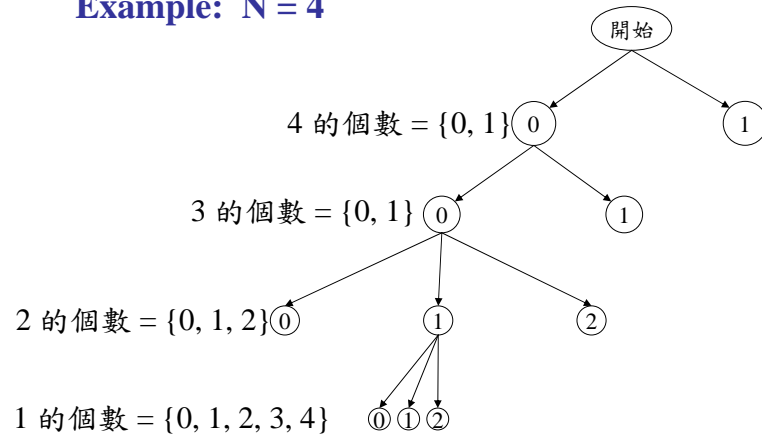 Example: N = 4
開始
4 的個數 = {0, 1} 0 1
3 的個數 = {0, 1} 0 1
2 的個數 = {0, 1, 2} 0 1 2
1 的個數 = {0, 1, 2, 3, 4} 0 1 2